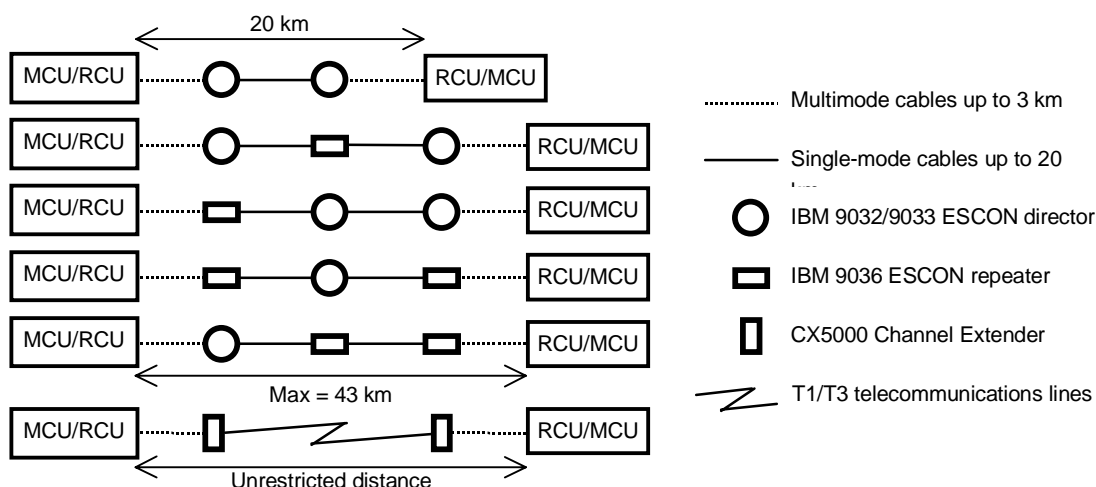 20 km
MCU/RCU RCU/MCU
MCU/RCU RCU/MCU
MCU/RCU RCU/MCU
MCU/RCU RCU/MCU
MCU/RCU RCU/MCU
Max = 43 km
MCU/RCU RCU/MCU
Unrestricted distance
Multimode cables up to 3 km
Single-mode cables up to 20
IBM 9032/9033 ESCON director
IBM 9036 ESCON repeater
CX5000 Channel Extender
T1/T3 telecommunications lines